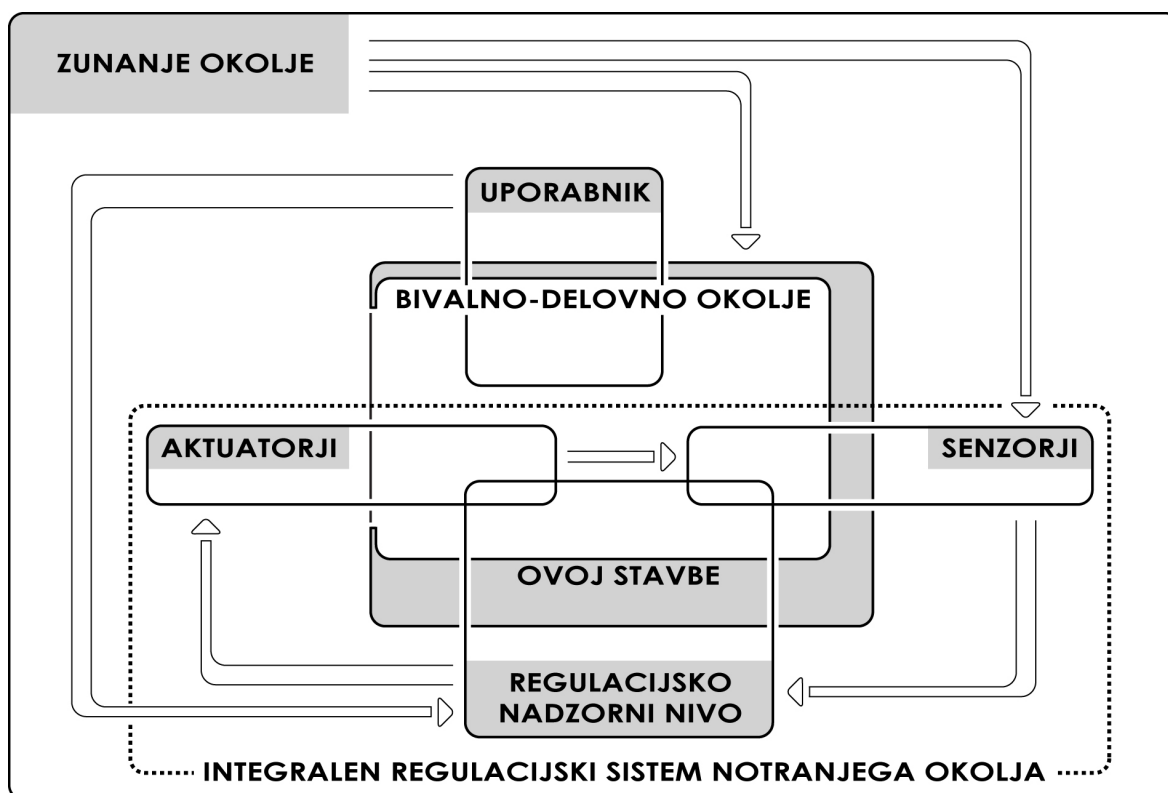 ZUNANJE OKOLJE
UPORABNIK
BIVALNO-DELOVNO OKOLJE
AKTUATORJI
SENZORJI
OVOJ STAVBE
REGULACIJSKO
NADZORNI NIVO
INTEGRALEN REGULACIJSKI SISTEM NOTRANJEGA OKOLJA